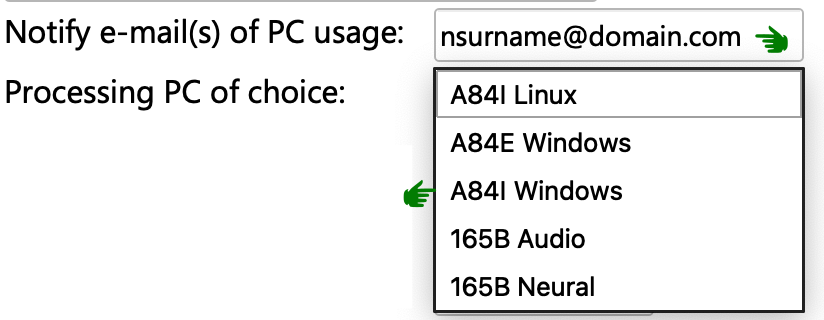 Notify e-mail(s) of PC usage: nsurname@domain.com
Processing PC of choice:
A84I Linux
A84E Windows
A84I Windows
165B Audio
165B Neural